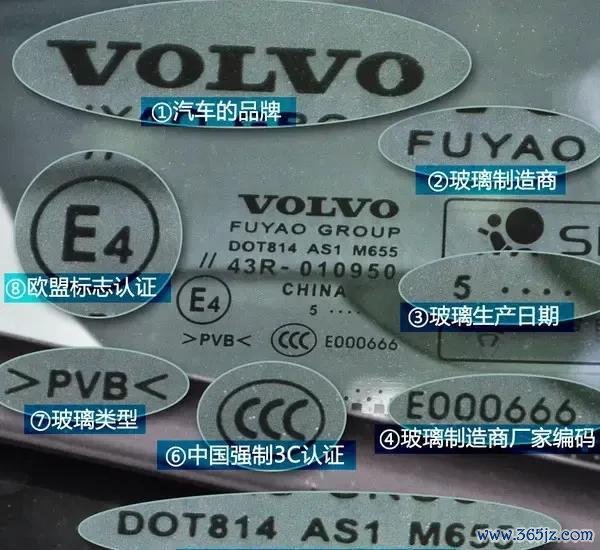 VOLVO
①汽车的品牌
FUYAO
②玻璃制造商
VOLVO
FUYAO GROUP
DOT814 AS1 M655
// 43R-010950
E4 CHINA
5 ····
>PVB< CCC E000666
//
E4
⑧欧盟标志认证
5 ····
③玻璃生产日期
>PVB<
⑦玻璃类型
CCC
⑥中国强制3C认证
E000666
④玻璃制造商厂家编码
DOT814 AS1 M655
www.365jz.com